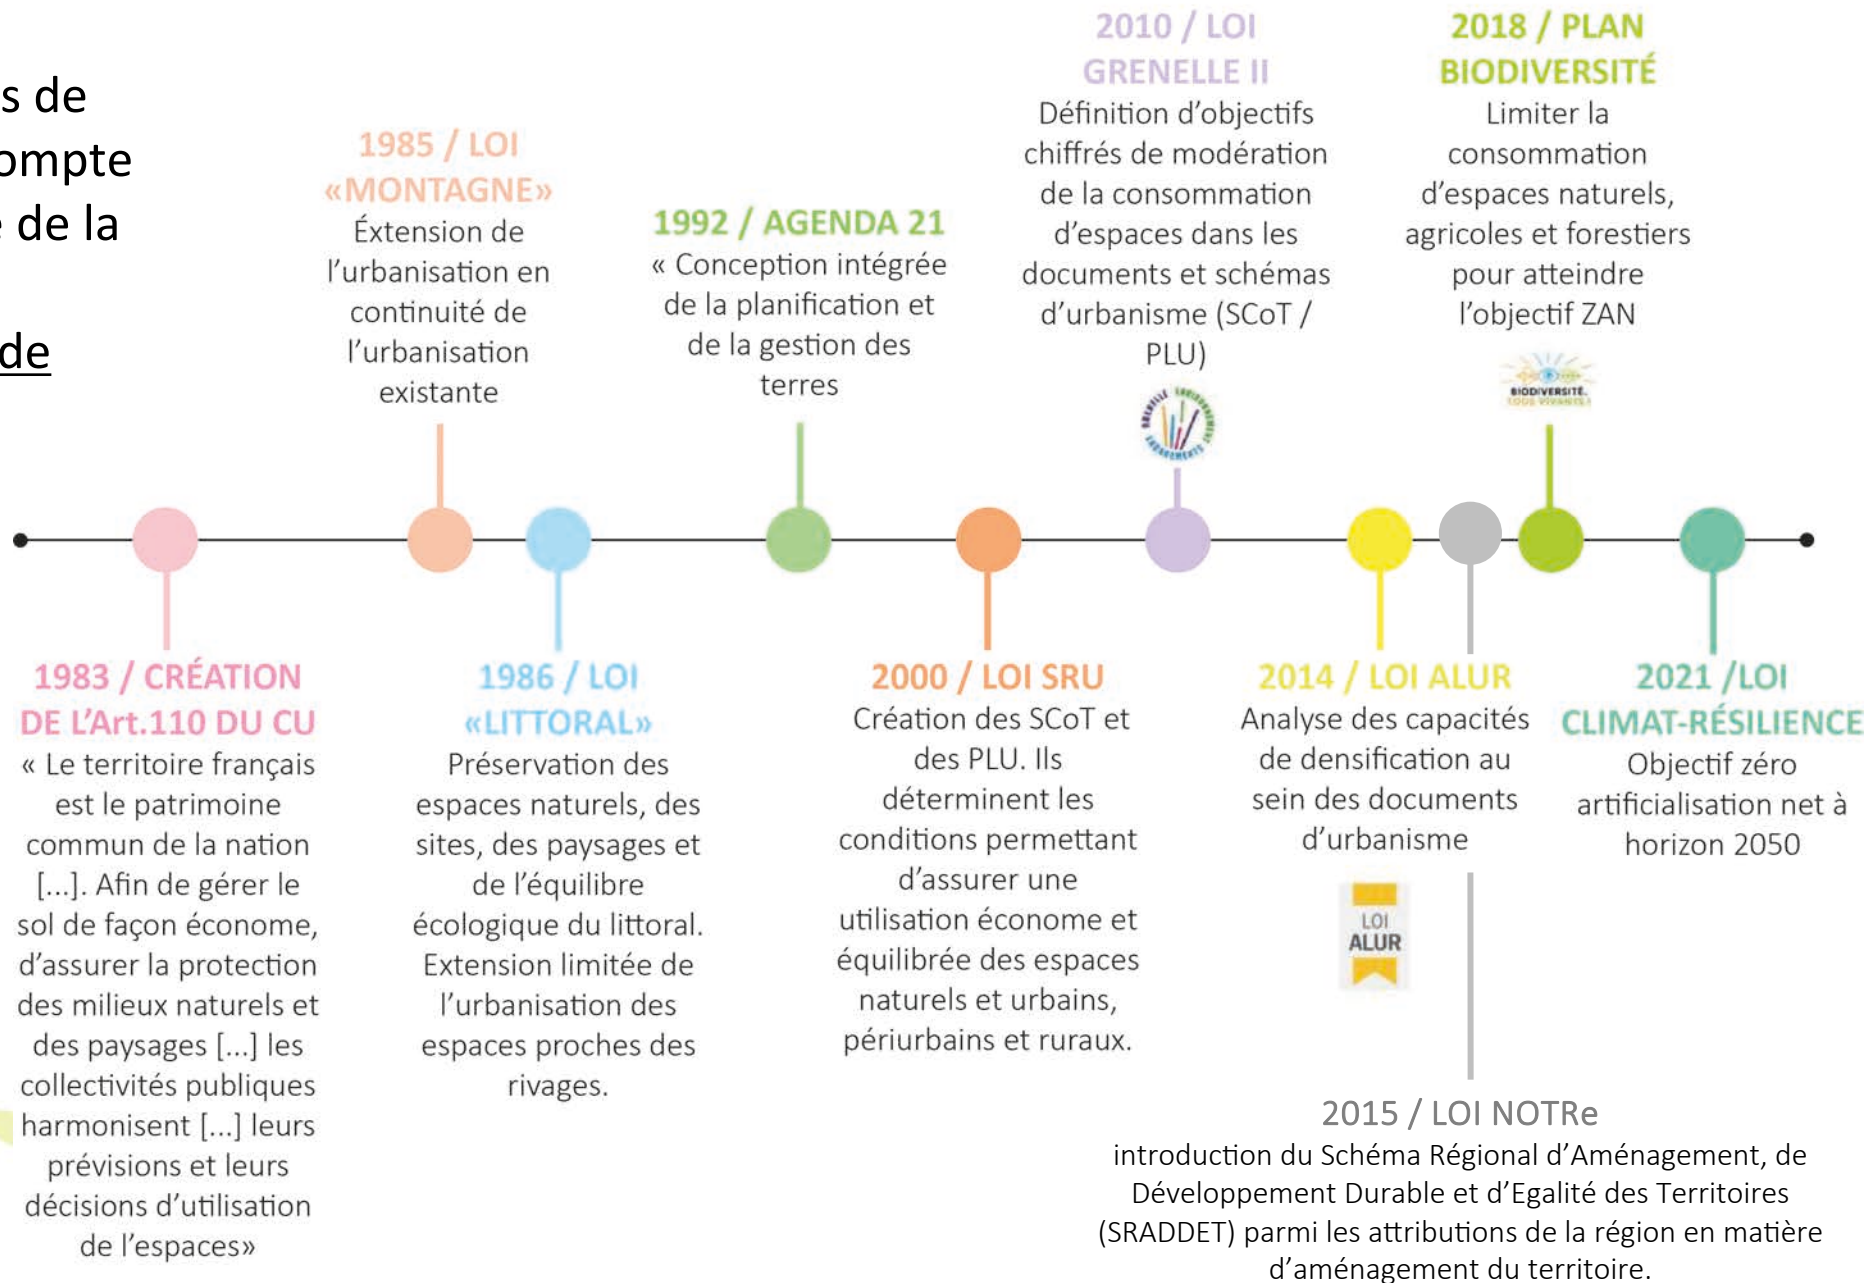 s de
ompte
e de la
de
1985 / LOI
«MONTAGNE»
Éxtension de
l'urbanisation en
continuité de
l'urbanisation
existante
1992 / AGENDA 21
« Conception intégrée
de la planification et
de la gestion des
terres
2010 / LOI
GRENELLE II
Définition d'objectifs
chiffrés de modération
de la consommation
d'espaces dans les
documents et schémas
d'urbanisme (SCoT /
PLU)
GRENELLE ENVIRONNEMENT
2018 / PLAN
BIODIVERSITÉ
Limiter la
consommation
d'espaces naturels,
agricoles et forestiers
pour atteindre
l'objectif ZAN
BIODIVERSITÉ.
TOUS VIVANTS !
1983 / CRÉATION
DE L'Art.110 DU CU
« Le territoire français
est le patrimoine
commun de la nation
[...]. Afin de gérer le
sol de façon économe,
d'assurer la protection
des milieux naturels et
des paysages [...] les
collectivités publiques
harmonisent [...] leurs
prévisions et leurs
décisions d'utilisation
de l'espaces»
1986 / LOI
«LITTORAL»
Préservation des
espaces naturels, des
sites, des paysages et
de l'équilibre
écologique du littoral.
Extension limitée de
l'urbanisation des
espaces proches des
rivages.
2000 / LOI SRU
Création des SCoT et
des PLU. Ils
déterminent les
conditions permettant
d'assurer une
utilisation économe et
équilibrée des espaces
naturels et urbains,
périurbains et ruraux.
2014 / LOI ALUR
Analyse des capacités
de densification au
sein des documents
d'urbanisme
LOI
ALUR
2021 /LOI
CLIMAT-RÉSILIENCE
Objectif zéro
artificialisation net à
horizon 2050
2015 / LOI NOTRe
introduction du Schéma Régional d'Aménagement, de
Développement Durable et d'Egalité des Territoires
(SRADDET) parmi les attributions de la région en matière
d'aménagement du territoire.